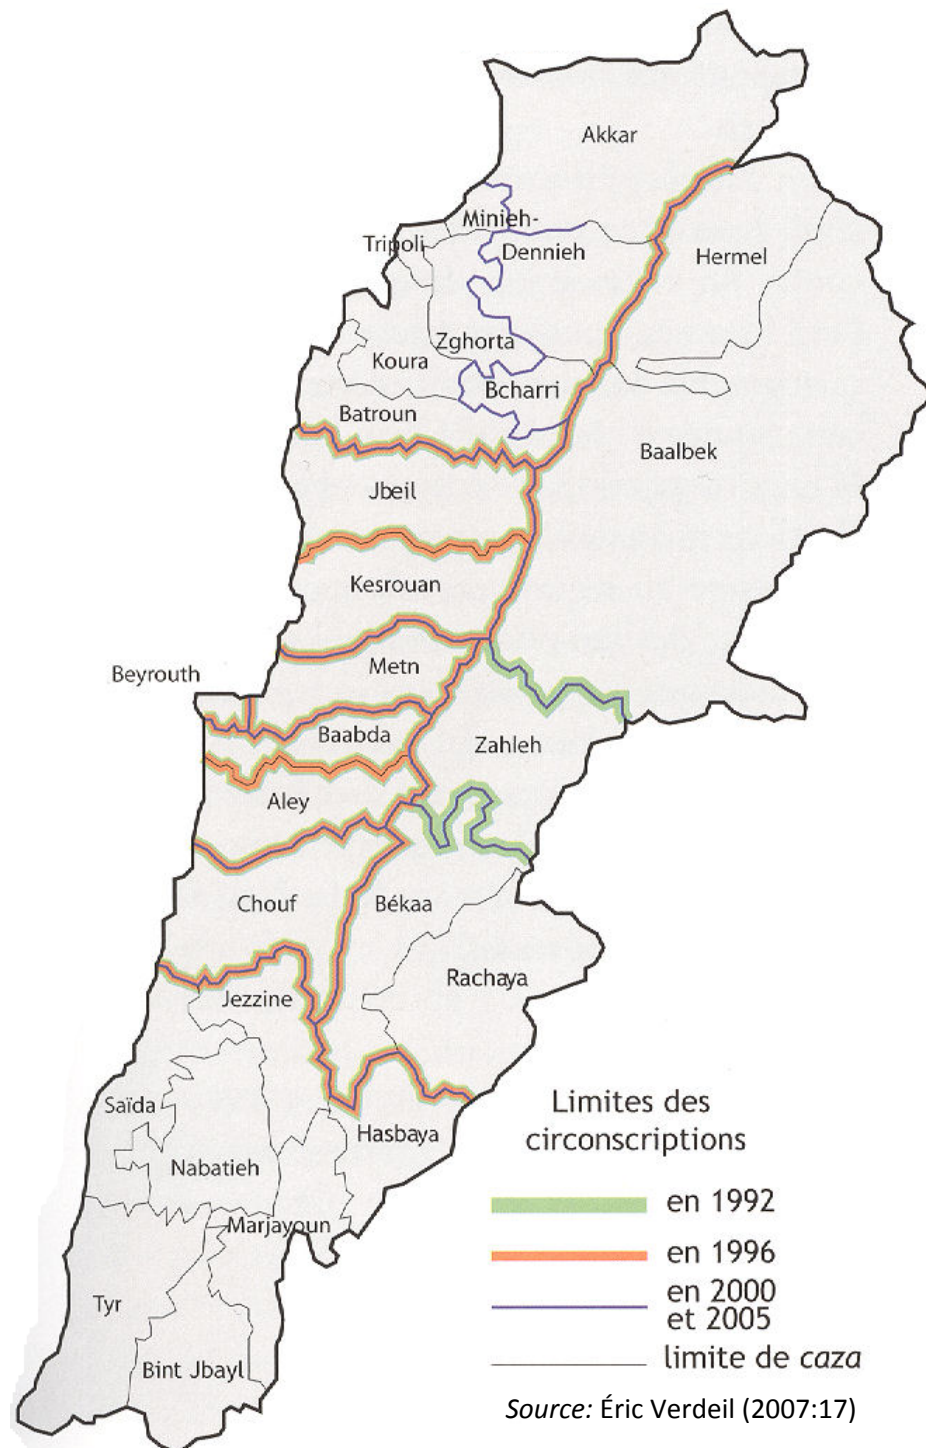 Akkar
Minieh-
Tripoli
Dennieh
Hermel
Zghorta
Koura
Bcharri
Batroun
Baalbek
Jbeil
Kesrouan
Metn
Beyrouth
Baabda
Zahleh
Aley
Chouf
Békaa
Rachaya
Jezzine
Saïda
Hasbaya
Nabatieh
Marjayoun
Tyr
Bint Jbayl
Limites des
circonscriptions
en 1992
en 1996
en 2000
et 2005
limite de caza
Source: Éric Verdeil (2007:17)